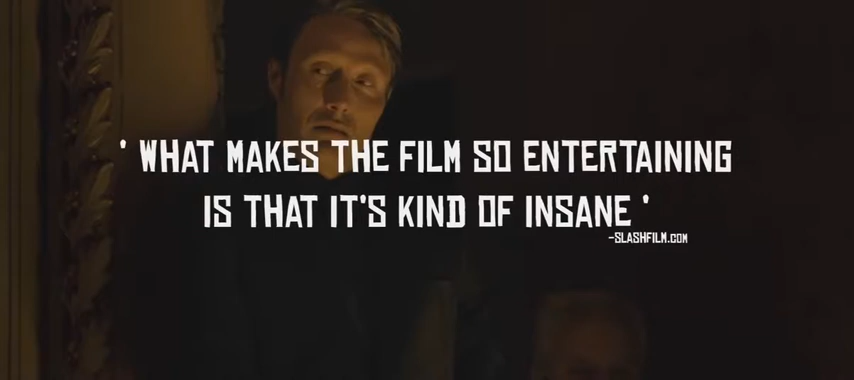 ' WHAT MAKES THE FILM SO ENTERTAINING
IS THAT IT'S KIND OF INSANE '
-SLASHFILM.COM